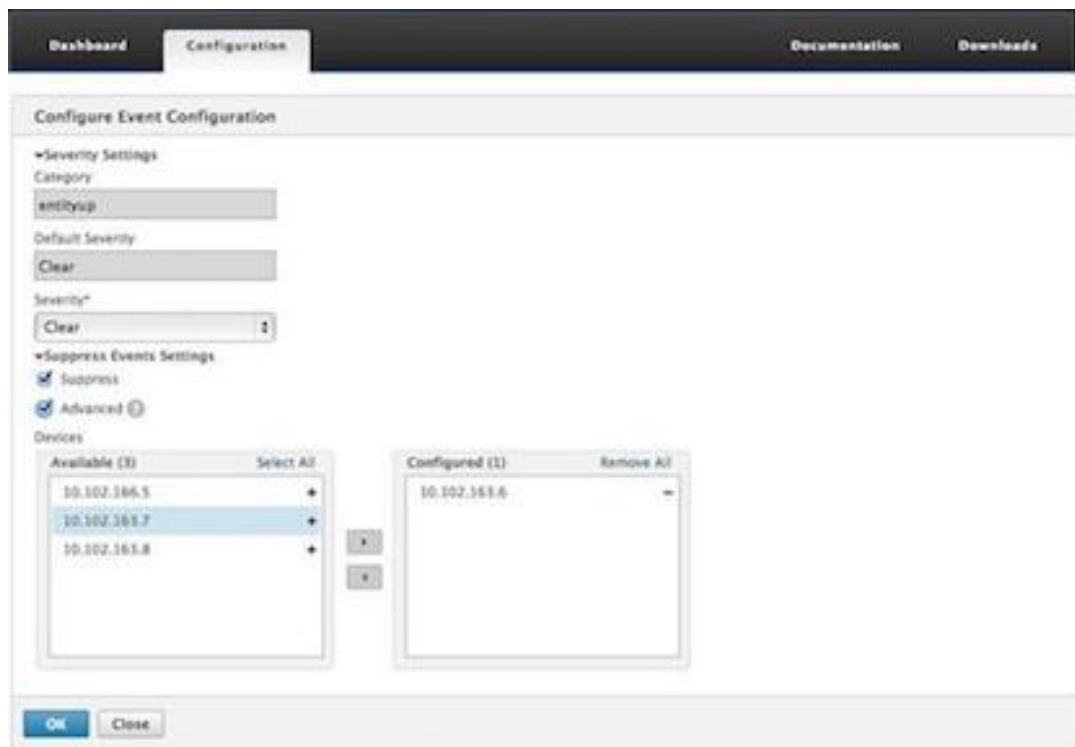 Dashboard Configuration Documentation Downloads
Configure Event Configuration
Severity Settings
Category
entityup
Default Severity
Clear
Severity*
Clear
Suppress Events Settings
Suppress
Advanced
Devices
Available (3) Select All
10.102.166.5
10.102.163.7
10.102.163.8
Configured (1) Remove All
10.102.163.6
OK Close